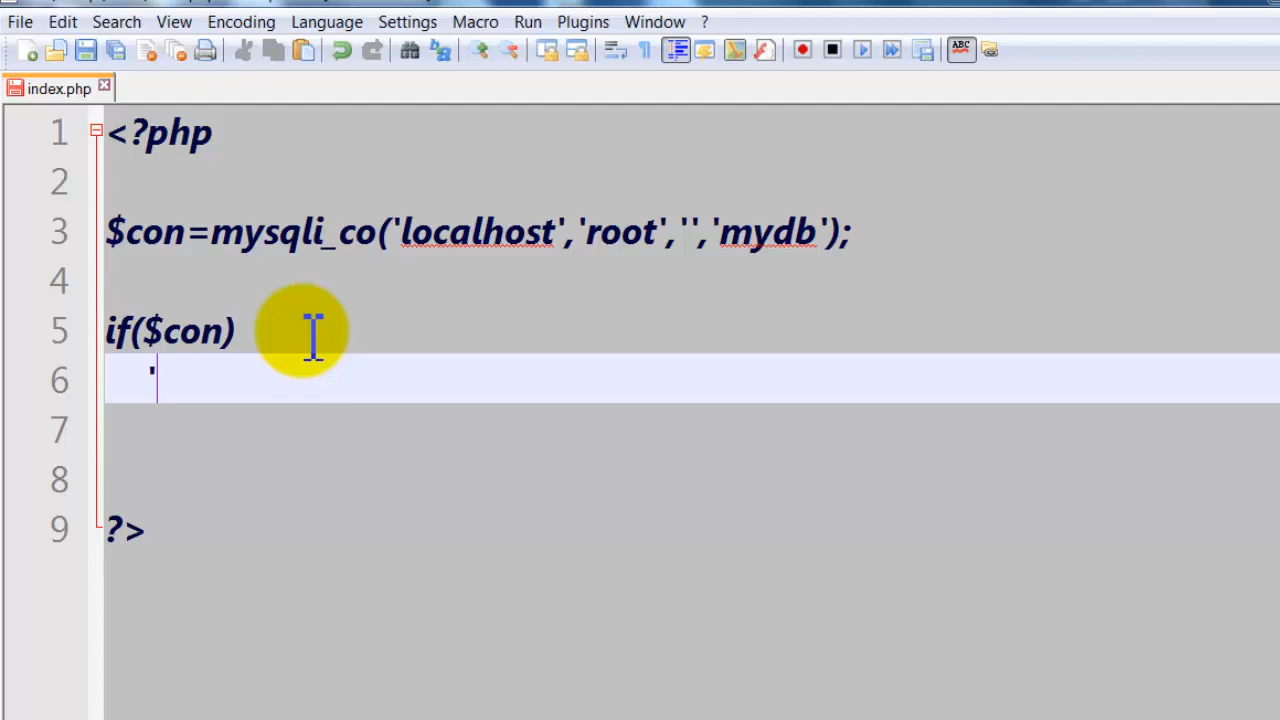 File Edit Search View Encoding Language Settings Macro Run Plugins Window ?
ABC
index.php
1 <?php
2
3 $con=mysqli_co('localhost','root','','mydb');
4
5 if($con)
6 '
7
8
9 ?>